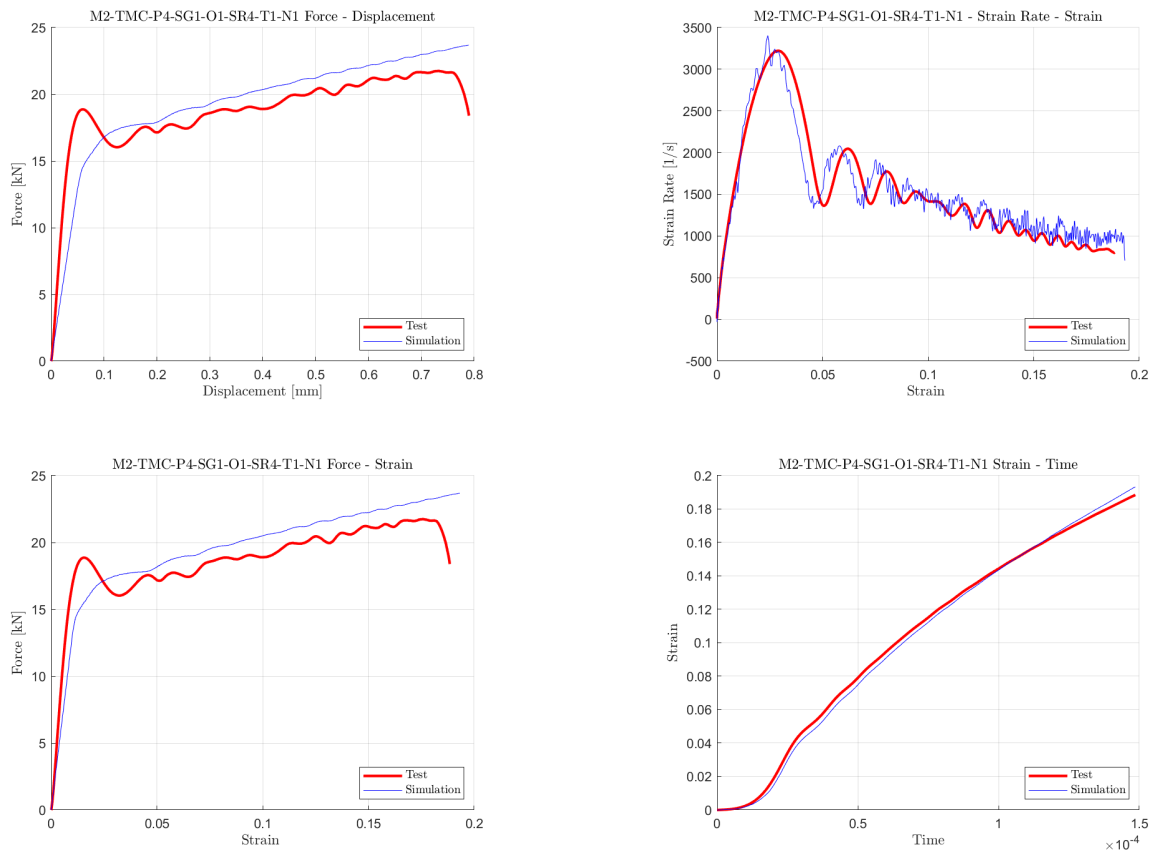 M2-TMC-P4-SG1-O1-SR4-T1-N1 Force - Displacement
25
20
15
10
5
0
Force [kN]
0
0.1
0.2
0.3
0.4
0.5
0.6
0.7
0.8
Displacement [mm]
Test
Simulation
M2-TMC-P4-SG1-O1-SR4-T1-N1 - Strain Rate - Strain
3500
3000
2500
2000
1500
1000
500
0
-500
Strain Rate [1/s]
0
0.05
0.1
0.15
0.2
Strain
Test
Simulation
M2-TMC-P4-SG1-O1-SR4-T1-N1 Force - Strain
25
20
15
10
5
0
Force [kN]
0
0.05
0.1
0.15
0.2
Strain
Test
Simulation
M2-TMC-P4-SG1-O1-SR4-T1-N1 Strain - Time
0.2
0.18
0.16
0.14
0.12
0.1
0.08
0.06
0.04
0.02
0
Strain
0
0.5
1
1.5
Time
×10⁻⁴
Test
Simulation